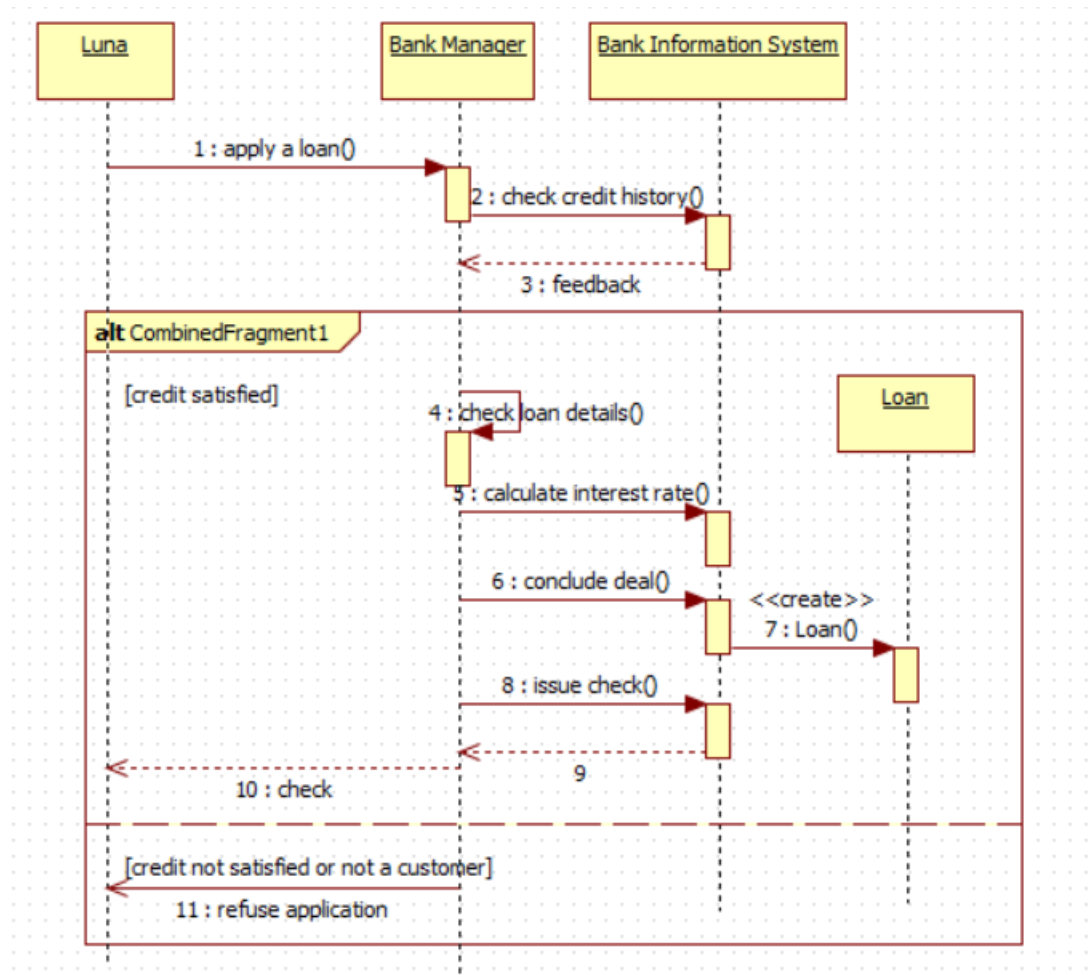 Luna
Bank Manager
Bank Information System
1 : apply a loan()
2 : check credit history()
3 : feedback
alt CombinedFragment1
[credit satisfied]
Loan
4 : check loan details()
5 : calculate interest rate()
6 : conclude deal()
<<create>>
7 : Loan()
8 : issue check()
9
10 : check
[credit not satisfied or not a customer]
11 : refuse application